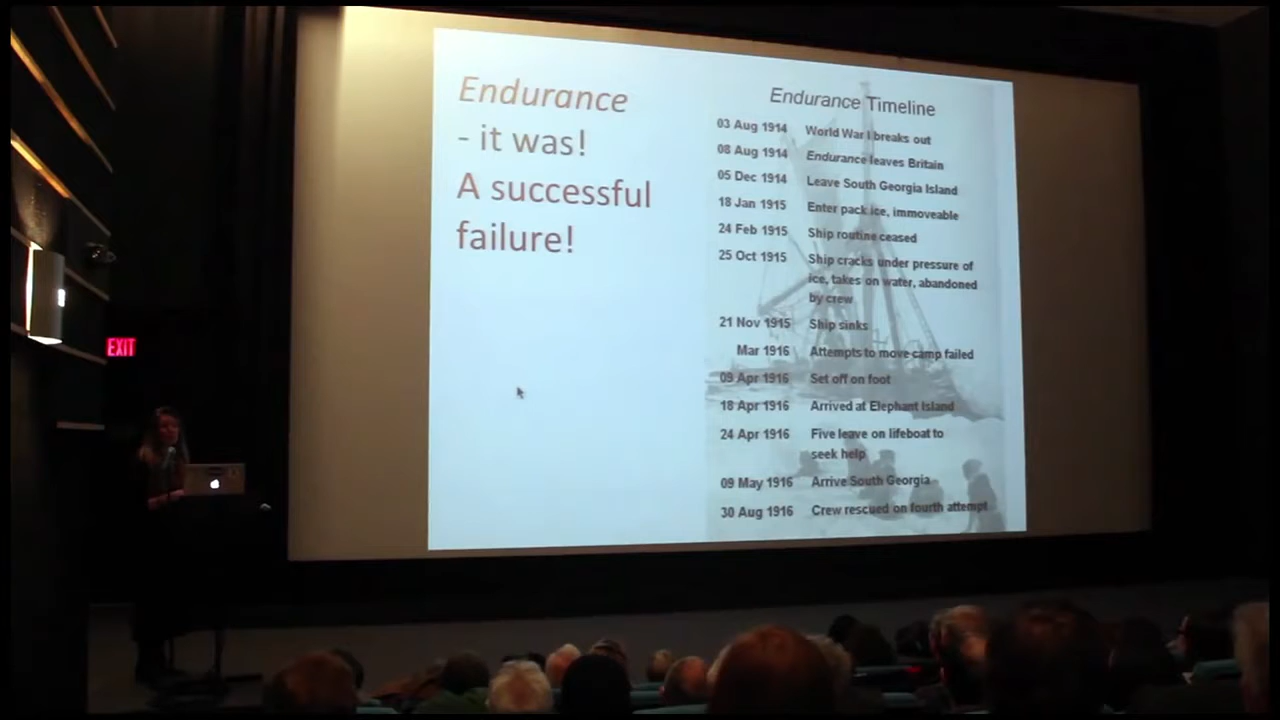 Endurance
- it was!
A successful
failure!
Endurance Timeline
03 Aug 1914 World War I breaks out
08 Aug 1914 Endurance leaves Britain
05 Dec 1914 Leave South Georgia Island
18 Jan 1915 Enter pack ice, immoveable
24 Feb 1915 Ship routine ceased
25 Oct 1915 Ship cracks under pressure of
ice, takes on water, abandoned
by crew
21 Nov 1915 Ship sinks
Mar 1916 Attempts to move camp failed
09 Apr 1916 Set off on foot
18 Apr 1916 Arrived at Elephant Island
24 Apr 1916 Five leave on lifeboat to
seek help
09 May 1916 Arrive South Georgia
30 Aug 1916 Crew rescued on fourth attempt
EXIT